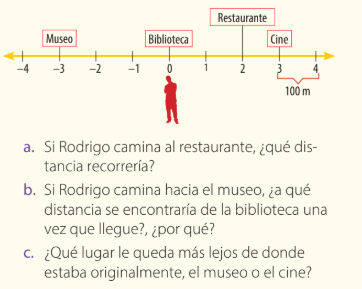 Restaurante
Museo Biblioteca Cine
–4 –3 –2 –1 0 1 2 3 4
100 m
a. Si Rodrigo camina al restaurante, ¿qué dis-
tancia recorrería?
b. Si Rodrigo camina hacia el museo, ¿a qué
distancia se encontraría de la biblioteca una
vez que llegue?, ¿por qué?
c. ¿Qué lugar le queda más lejos de donde
estaba originalmente, el museo o el cine?